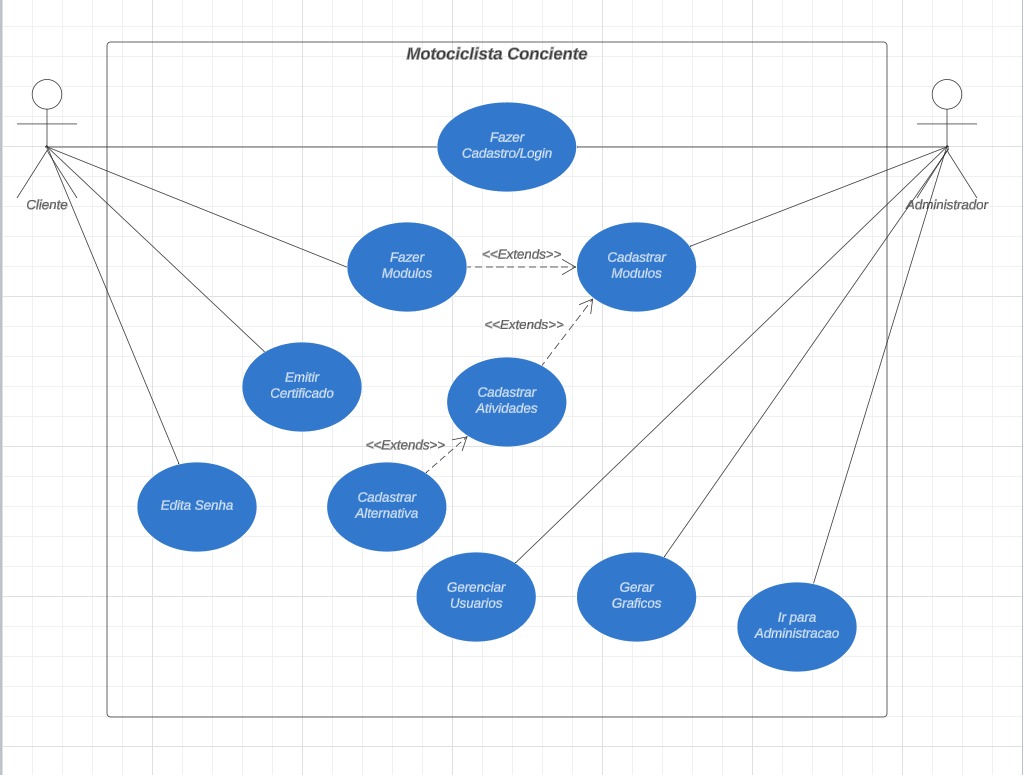 Motociclista Conciente
Fazer
Cadastro/Login
Cliente
Administrador
Fazer
Modulos
<<Extends>>
Cadastrar
Modulos
<<Extends>>
Emitir
Certificado
Cadastrar
Atividades
<<Extends>>
Edita Senha
Cadastrar
Alternativa
Gerenciar
Usuarios
Gerar
Graficos
Ir para
Administracao